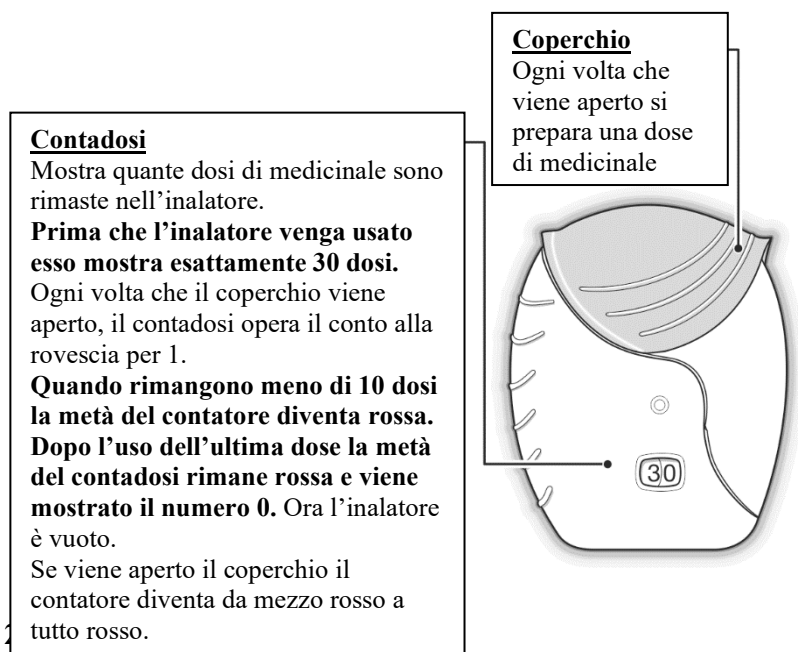 Coperchio
Ogni volta che
viene aperto si
prepara una dose
di medicinale
Contadosi
Mostra quante dosi di medicinale sono
rimaste nell’inalatore.
Prima che l’inalatore venga usato
esso mostra esattamente 30 dosi.
Ogni volta che il coperchio viene
aperto, il contadosi opera il conto alla
rovescia per 1.
Quando rimangono meno di 10 dosi
la metà del contatore diventa rossa.
Dopo l’uso dell’ultima dose la metà
del contadosi rimane rossa e viene
mostrato il numero 0. Ora l’inalatore
è vuoto.
Se viene aperto il coperchio il
contatore diventa da mezzo rosso a
tutto rosso.
30